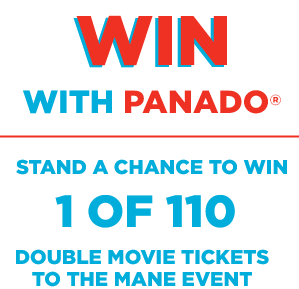 WIN
WITH PANADO®
STAND A CHANCE TO WIN
1 OF 110
DOUBLE MOVIE TICKETS
TO THE MANE EVENT